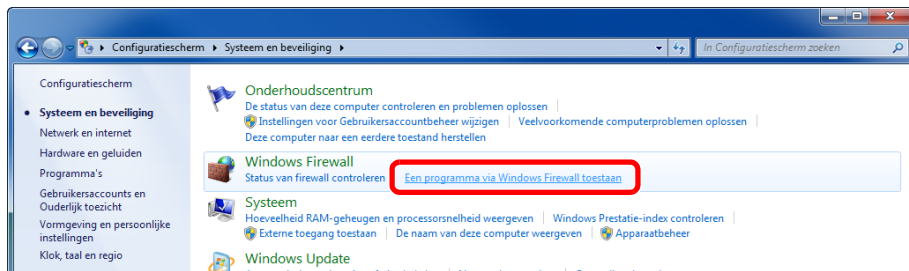 Configuratiescherm ▸ Systeem en beveiliging ▸
In Configuratiescherm zoeken
Configuratiescherm
Systeem en beveiliging
Netwerk en internet
Hardware en geluiden
Programma's
Gebruikersaccounts en
Ouderlijk toezicht
Vormgeving en persoonlijke
instellingen
Klok, taal en regio
Onderhoudscentrum
De status van deze computer controleren en problemen oplossen
Instellingen voor Gebruikersaccountbeheer wijzigen | Veelvoorkomende computerproblemen oplossen
Deze computer naar een eerdere toestand herstellen
Windows Firewall
Status van firewall controleren Een programma via Windows Firewall toestaan
Systeem
Hoeveelheid RAM-geheugen en processorsnelheid weergeven | Windows Prestatie-index controleren
Externe toegang toestaan | De naam van deze computer weergeven | Apparaatbeheer
Windows Update